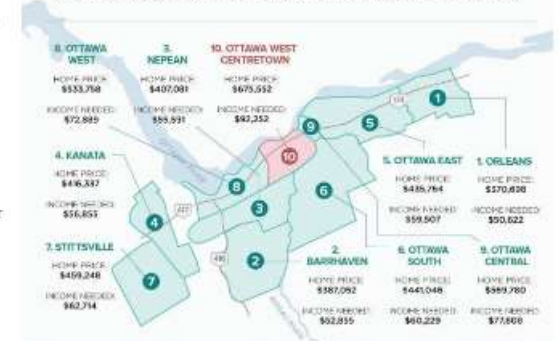 8. OTTAWA WEST
HOME PRICE:
$533,758
INCOME NEEDED:
$72,889
3. NEPEAN
HOME PRICE:
$407,081
INCOME NEEDED:
$55,591
10. OTTAWA WEST CENTRETOWN
HOME PRICE:
$675,552
INCOME NEEDED:
$92,252
4. KANATA
HOME PRICE:
$416,337
INCOME NEEDED:
$56,855
7. STITTSVILLE
HOME PRICE:
$459,248
INCOME NEEDED:
$62,714
5. OTTAWA EAST
HOME PRICE:
$435,764
INCOME NEEDED:
$59,507
1. ORLEANS
HOME PRICE:
$370,698
INCOME NEEDED:
$50,622
2. BARRHAVEN
HOME PRICE:
$387,052
INCOME NEEDED:
$52,855
6. OTTAWA SOUTH
HOME PRICE:
$441,048
INCOME NEEDED:
$60,229
9. OTTAWA CENTRAL
HOME PRICE:
$569,780
INCOME NEEDED:
$77,808
1
5
9
10
8
6
3
4
2
7
417
416